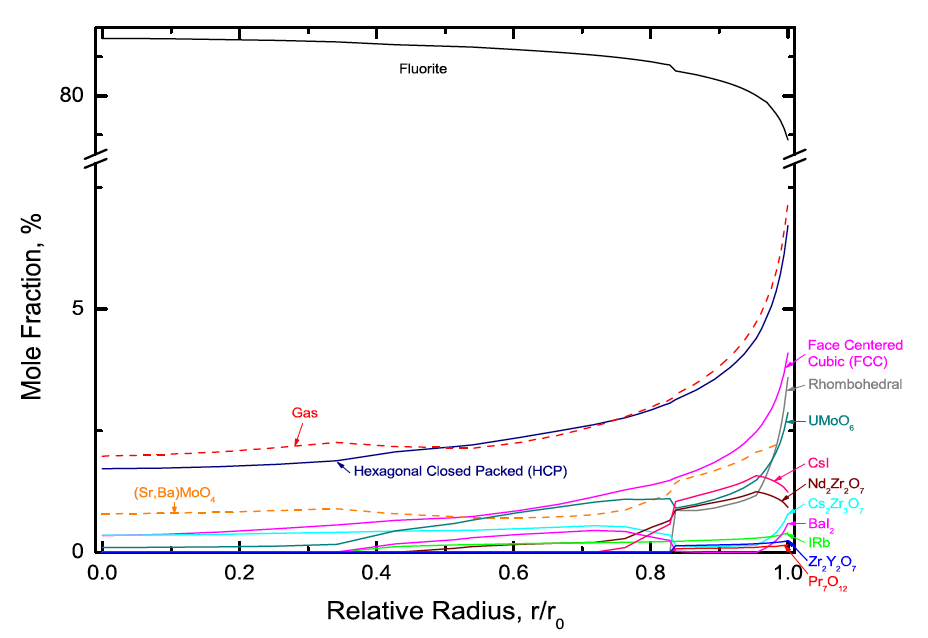 Fluorite
80
Mole Fraction, %
5
Face Centered
Cubic (FCC)
Rhombohedral
Gas
UMoO₆
CsI
Hexagonal Closed Packed (HCP)
(Sr,Ba)MoO₄
Nd₂Zr₂O₇
Cs₂Zr₃O₇
BaI₂
IRb
0
Zr₂Y₂O₇
Pr₇O₁₂
0.0 0.2 0.4 0.6 0.8 1.0
Relative Radius, r/r₀